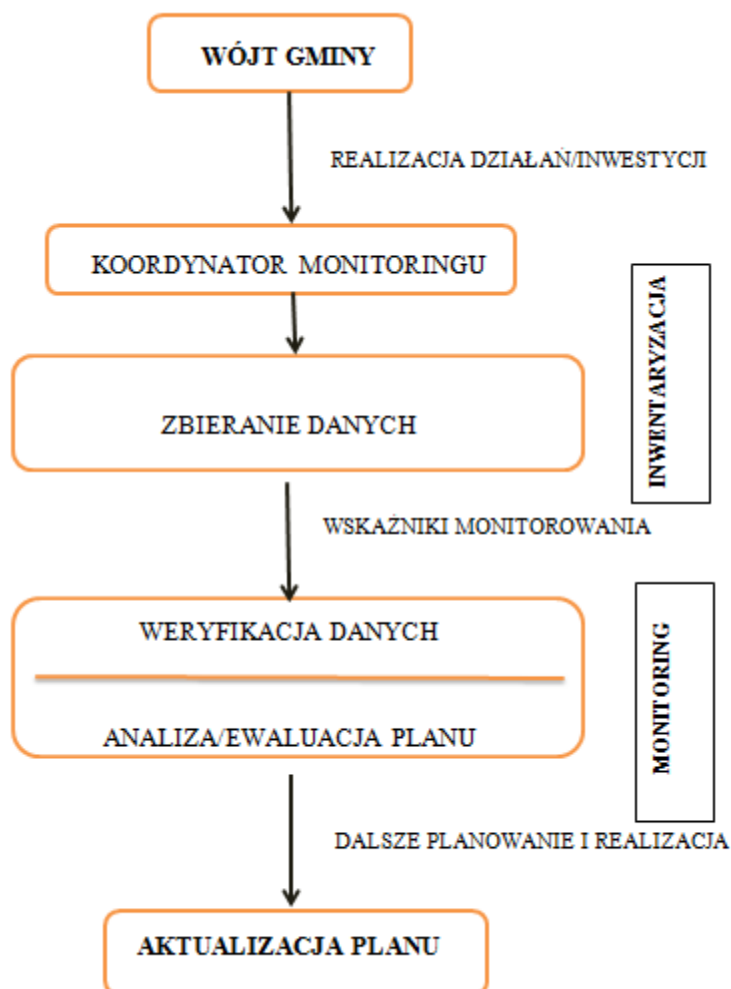 WÓJT GMINY
REALIZACJA DZIAŁAŃ/INWESTYCJI
KOORDYNATOR MONITORINGU
INWENTARYZACJA
ZBIERANIE DANYCH
WSKAŹNIKI MONITOROWANIA
WERYFIKACJA DANYCH
MONITORING
ANALIZA/EWALUACJA PLANU
DALSZE PLANOWANIE I REALIZACJA
AKTUALIZACJA PLANU